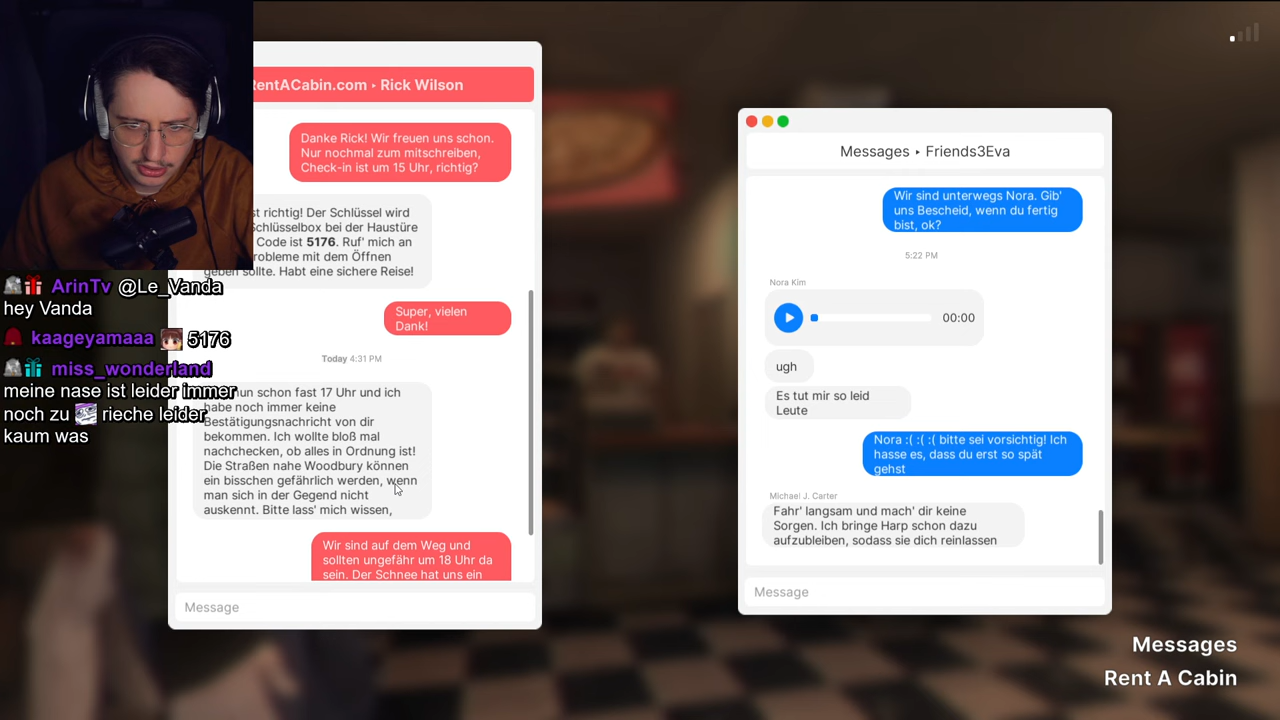 RentACabin.com ▸ Rick Wilson
Danke Rick! Wir freuen uns schon.
Nur nochmal zum mitschreiben,
Check-in ist um 15 Uhr, richtig?
st richtig! Der Schlüssel wird
chlüsselbox bei der Haustüre
Code ist 5176. Ruf' mich an
robleme mit dem Öffnen
geben sollte. Habt eine sichere Reise!
Super, vielen
Dank!
Today 4:31 PM
nun schon fast 17 Uhr und ich
habe noch immer keine
Bestätigungsnachricht von dir
bekommen. Ich wollte bloß mal
nachchecken, ob alles in Ordnung ist!
Die Straßen nahe Woodbury können
ein bisschen gefährlich werden, wenn
man sich in der Gegend nicht
auskennt. Bitte lass' mich wissen,
Wir sind auf dem Weg und
sollten ungefähr um 18 Uhr da
sein. Der Schnee hat uns ein
Message
ArinTv @Le_Vanda
hey Vanda
kaageyamaaa 5176
miss_wonderland
meine nase ist leider immer
noch zu rieche leider
kaum was
Messages ▸ Friends3Eva
Wir sind unterwegs Nora. Gib'
uns Bescheid, wenn du fertig
bist, ok?
5:22 PM
Nora Kim
00:00
ugh
Es tut mir so leid
Leute
Nora :( :( :( bitte sei vorsichtig! Ich
hasse es, dass du erst so spät
gehst
Michael J. Carter
Fahr' langsam und mach' dir keine
Sorgen. Ich bringe Harp schon dazu
aufzubleiben, sodass sie dich reinlassen
Message
Messages
Rent A Cabin